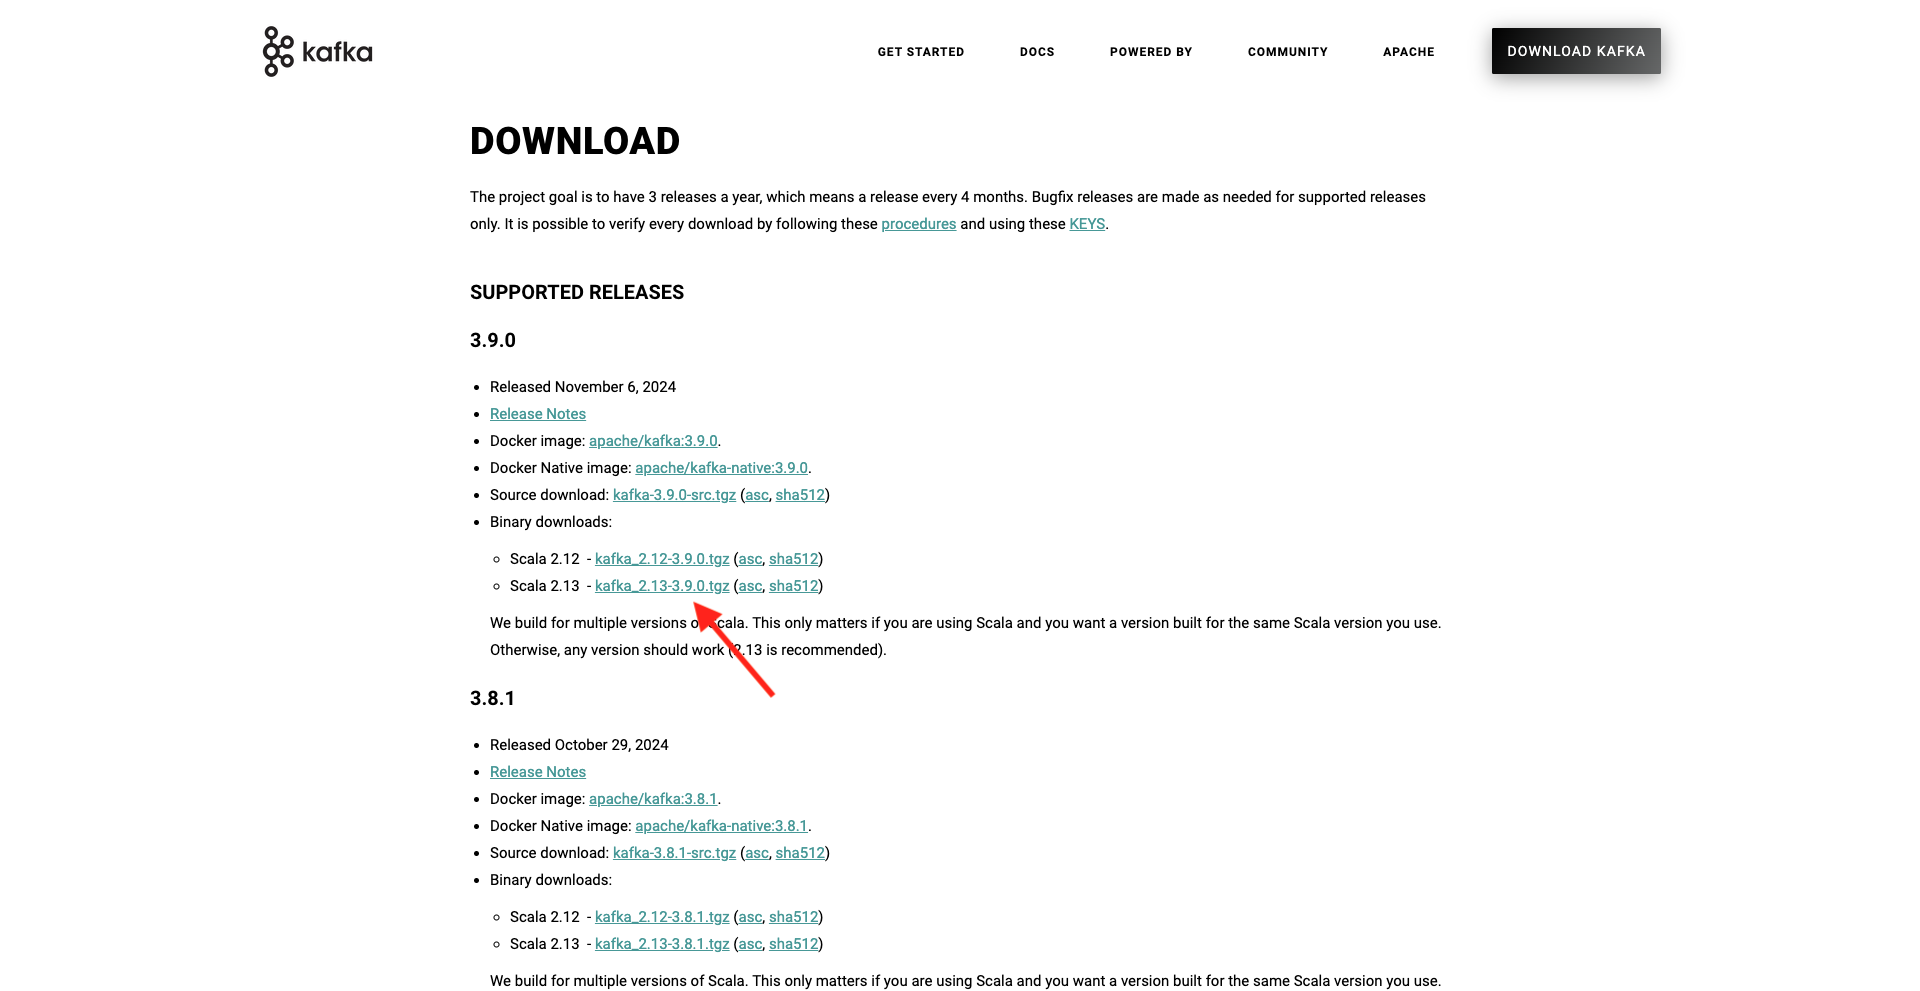 kafka
GET STARTED DOCS POWERED BY COMMUNITY APACHE DOWNLOAD KAFKA
DOWNLOAD
The project goal is to have 3 releases a year, which means a release every 4 months. Bugfix releases are made as needed for supported releases
only. It is possible to verify every download by following these procedures and using these KEYS.
SUPPORTED RELEASES
3.9.0
• Released November 6, 2024
• Release Notes
• Docker image: apache/kafka:3.9.0.
• Docker Native image: apache/kafka-native:3.9.0.
• Source download: kafka-3.9.0-src.tgz (asc, sha512)
• Binary downloads:
◦ Scala 2.12 - kafka_2.12-3.9.0.tgz (asc, sha512)
◦ Scala 2.13 - kafka_2.13-3.9.0.tgz (asc, sha512)
We build for multiple versions of Scala. This only matters if you are using Scala and you want a version built for the same Scala version you use.
Otherwise, any version should work (2.13 is recommended).
3.8.1
• Released October 29, 2024
• Release Notes
• Docker image: apache/kafka:3.8.1.
• Docker Native image: apache/kafka-native:3.8.1.
• Source download: kafka-3.8.1-src.tgz (asc, sha512)
• Binary downloads:
◦ Scala 2.12 - kafka_2.12-3.8.1.tgz (asc, sha512)
◦ Scala 2.13 - kafka_2.13-3.8.1.tgz (asc, sha512)
We build for multiple versions of Scala. This only matters if you are using Scala and you want a version built for the same Scala version you use.